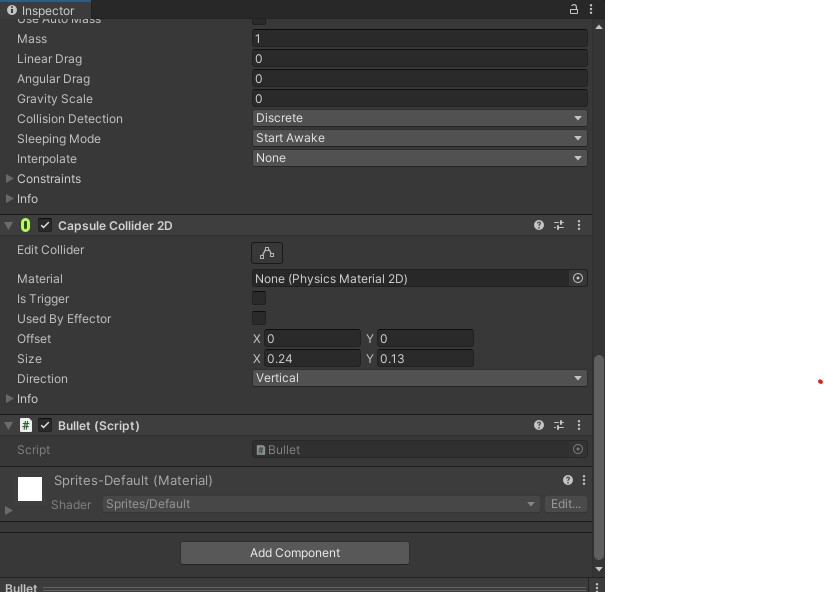 Inspector
Use Auto Mass
Mass 1
Linear Drag 0
Angular Drag 0
Gravity Scale 0
Collision Detection Discrete
Sleeping Mode Start Awake
Interpolate None
Constraints
Info
Capsule Collider 2D
Edit Collider
Material None (Physics Material 2D)
Is Trigger
Used By Effector
Offset X 0 Y 0
Size X 0.24 Y 0.13
Direction Vertical
Info
# Bullet (Script)
Script # Bullet
Sprites-Default (Material)
Shader Sprites/Default Edit...
Add Component
Bullet